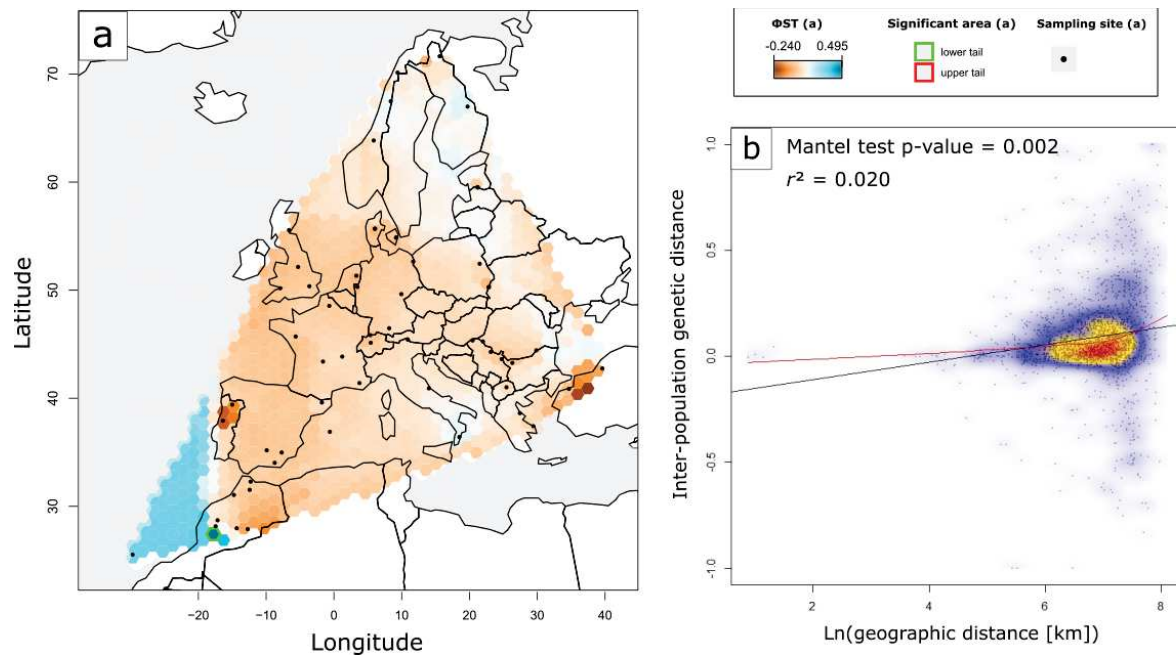 a
70
60
50
40
30
Latitude
−20
−10
0
10
20
30
40
Longitude
ΦST (a)
Significant area (a)
Sampling site (a)
-0.240
0.495
lower tail
upper tail
b
Mantel test p-value = 0.002
r² = 0.020
1.0
0.5
0.0
-0.5
-1.0
Inter-population genetic distance
2
4
6
8
Ln(geographic distance [km])